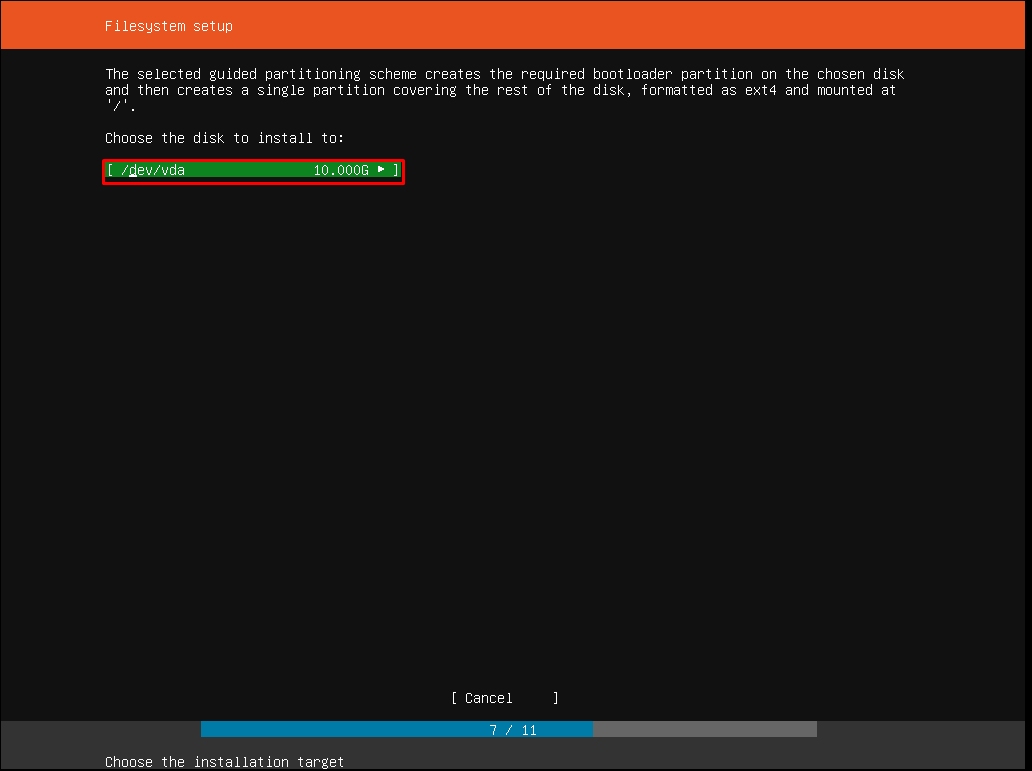 Filesystem setup
The selected guided partitioning scheme creates the required bootloader partition on the chosen disk
and then creates a single partition covering the rest of the disk, formatted as ext4 and mounted at
'/'.
Choose the disk to install to:
[ /dev/vda 10.000G ► ]
[ Cancel ]
7 / 11
Choose the installation target